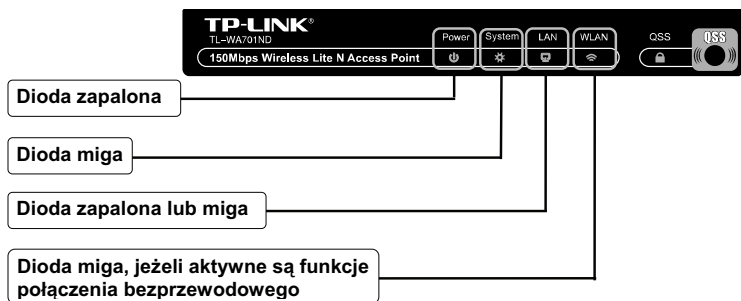 TP-LINK®
TL-WA701ND
150Mbps Wireless Lite N Access Point
Power
System
LAN
WLAN
QSS
QSS
Dioda zapalona
Dioda miga
Dioda zapalona lub miga
Dioda miga, jeżeli aktywne są funkcje
połączenia bezprzewodowego